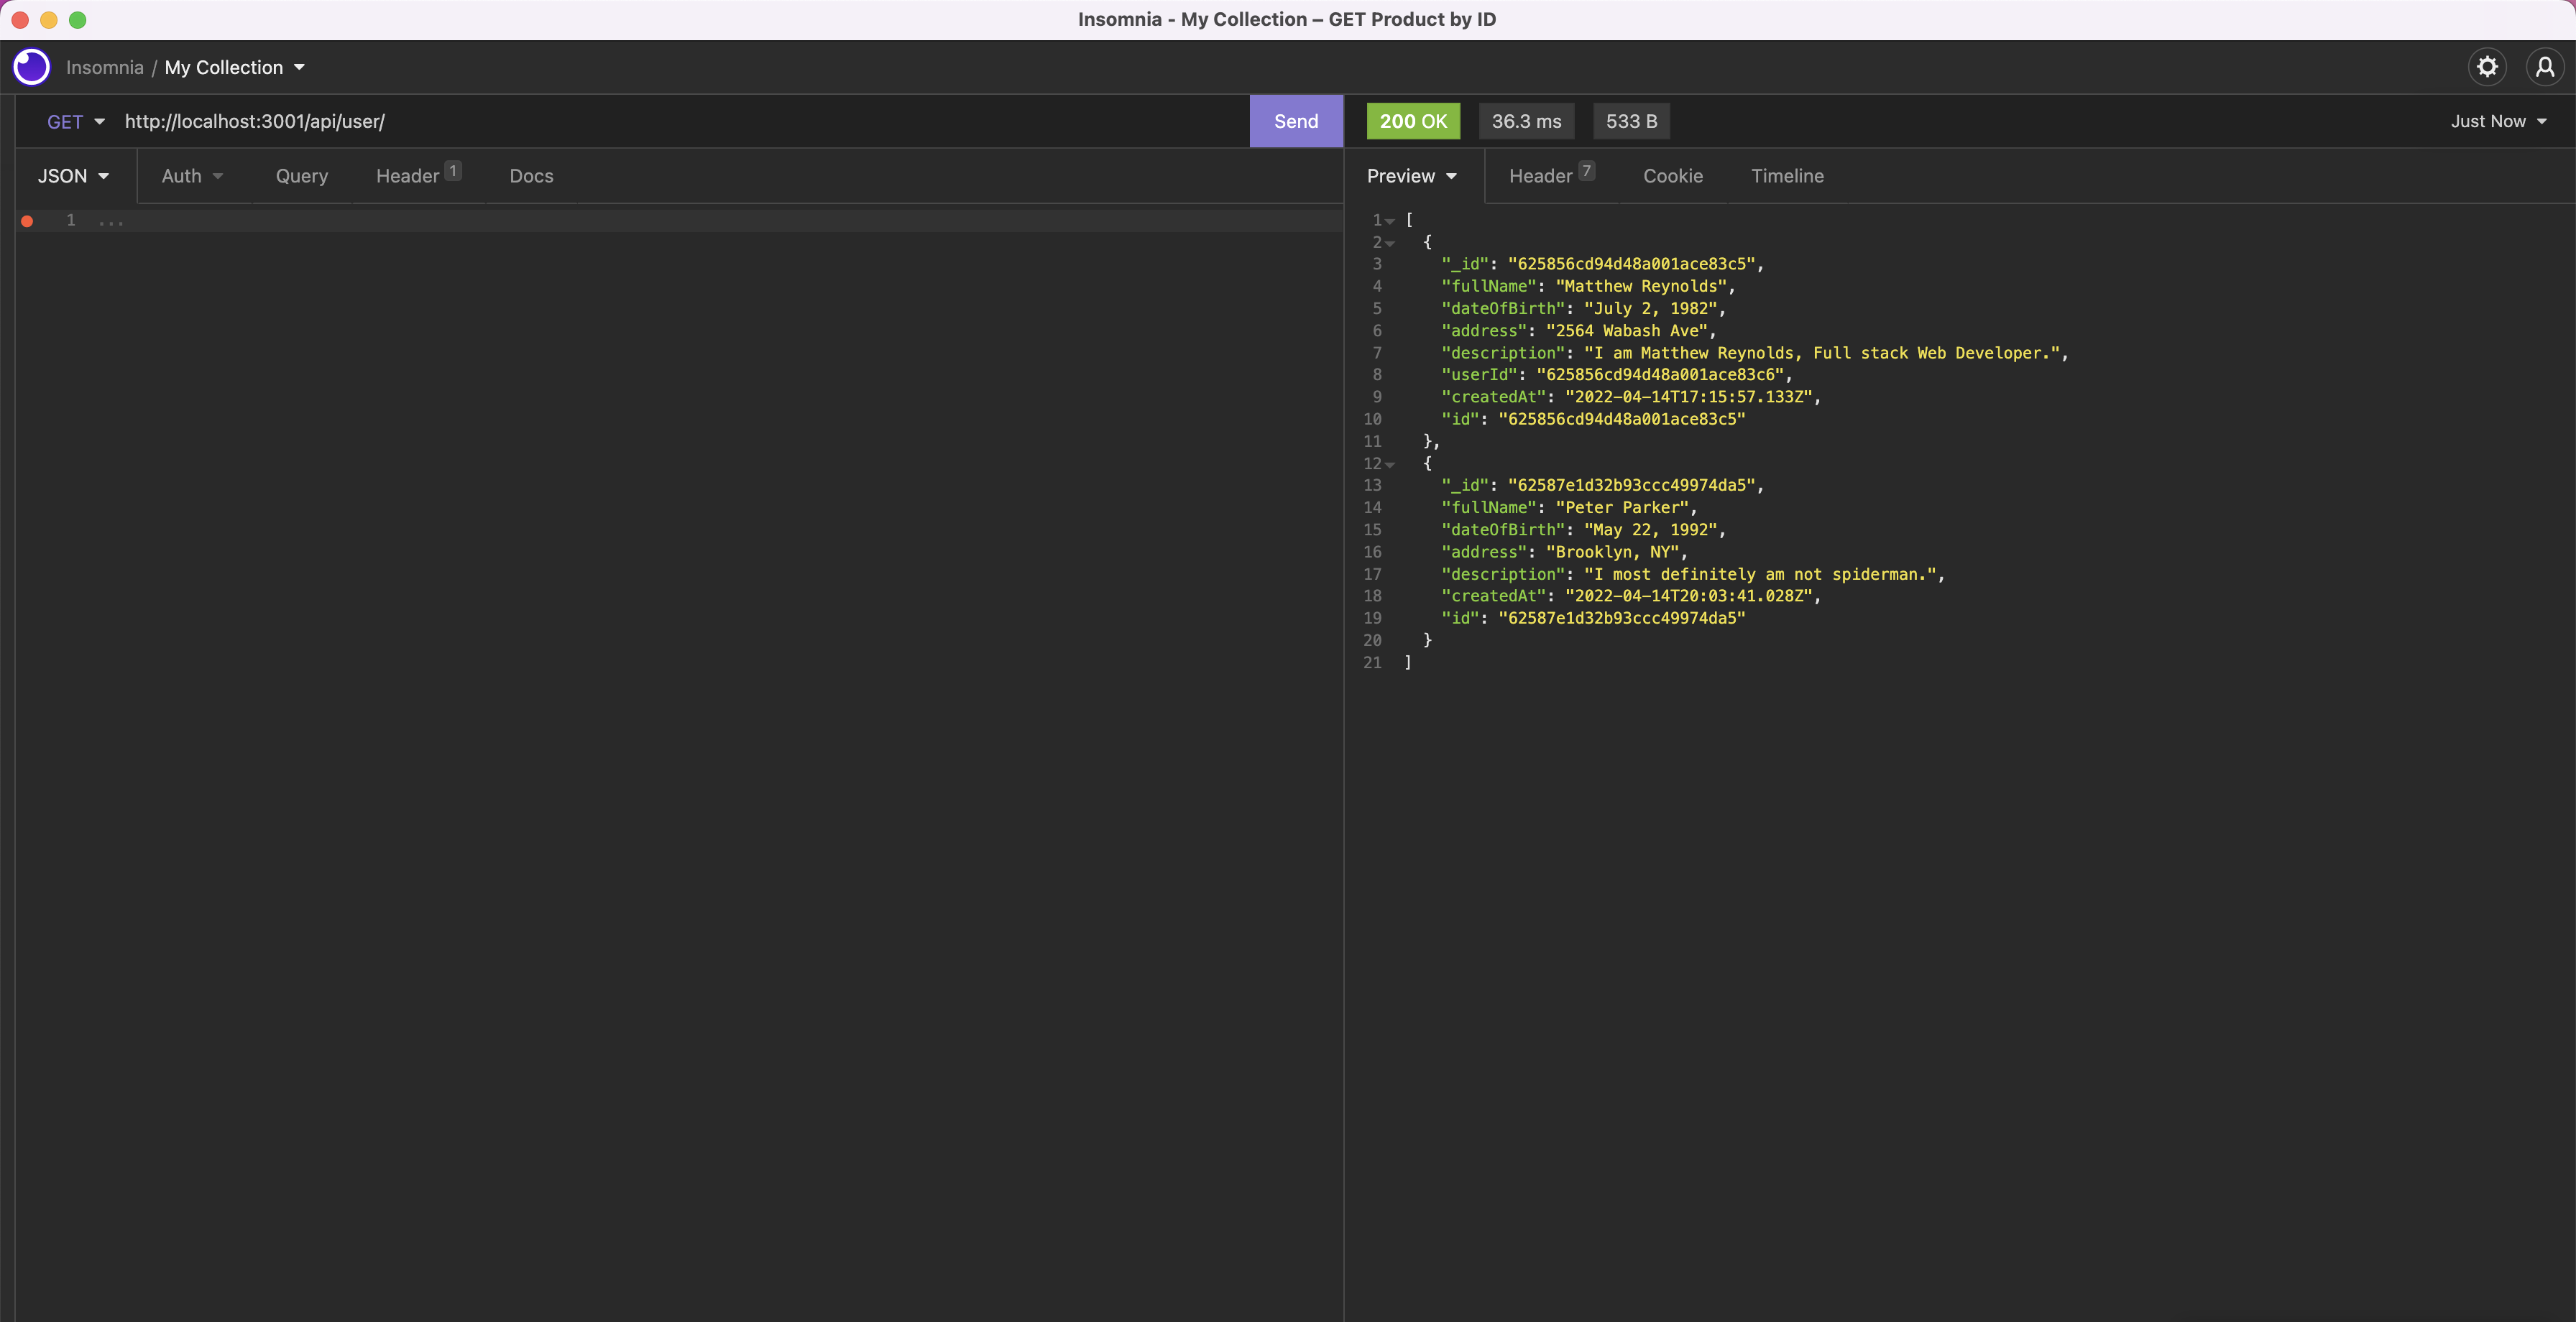 Insomnia - My Collection – GET Product by ID
Insomnia / My Collection
GET http://localhost:3001/api/user/ Send 200 OK 36.3 ms 533 B Just Now
JSON Auth Query Header 1 Docs Preview Header 7 Cookie Timeline
1 ...
1 [
2 {
3 "_id": "625856cd94d48a001ace83c5",
4 "fullName": "Matthew Reynolds",
5 "dateOfBirth": "July 2, 1982",
6 "address": "2564 Wabash Ave",
7 "description": "I am Matthew Reynolds, Full stack Web Developer.",
8 "userId": "625856cd94d48a001ace83c6",
9 "createdAt": "2022-04-14T17:15:57.133Z",
10 "id": "625856cd94d48a001ace83c5"
11 },
12 {
13 "_id": "62587e1d32b93ccc49974da5",
14 "fullName": "Peter Parker",
15 "dateOfBirth": "May 22, 1992",
16 "address": "Brooklyn, NY",
17 "description": "I most definitely am not spiderman.",
18 "createdAt": "2022-04-14T20:03:41.028Z",
19 "id": "62587e1d32b93ccc49974da5"
20 }
21 ]